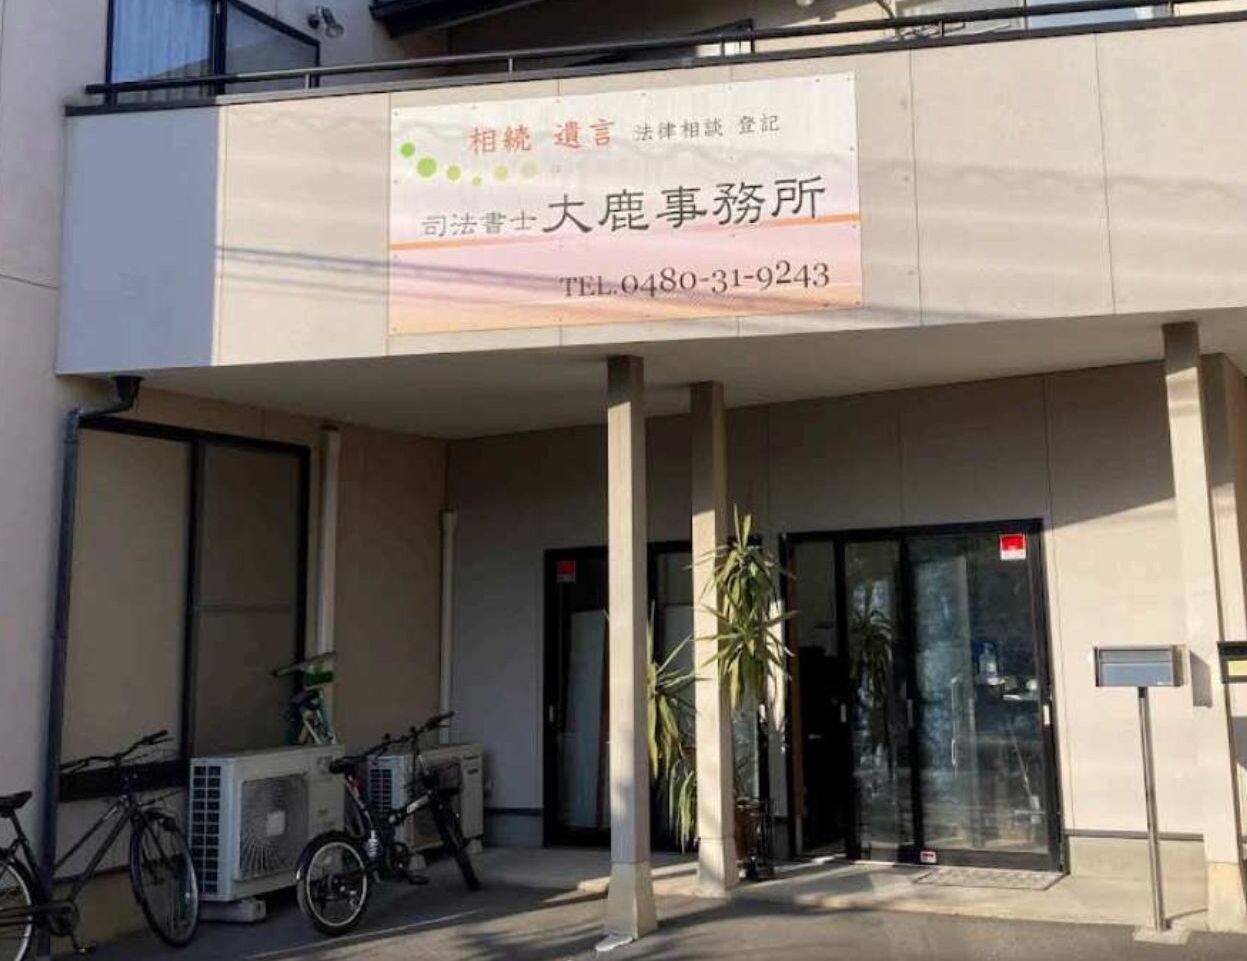 相続 遺言 法律相談 登記
司法書士 大鹿事務所
TEL.0480-31-9243